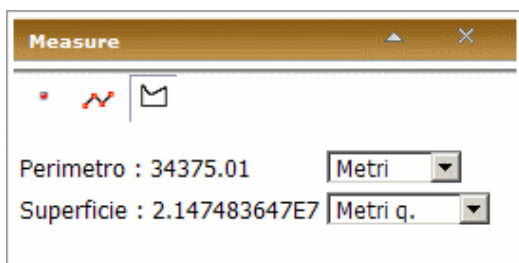 Measure
Perimetro : 34375.01 Metri
Superficie : 2.147483647E7 Metri q.